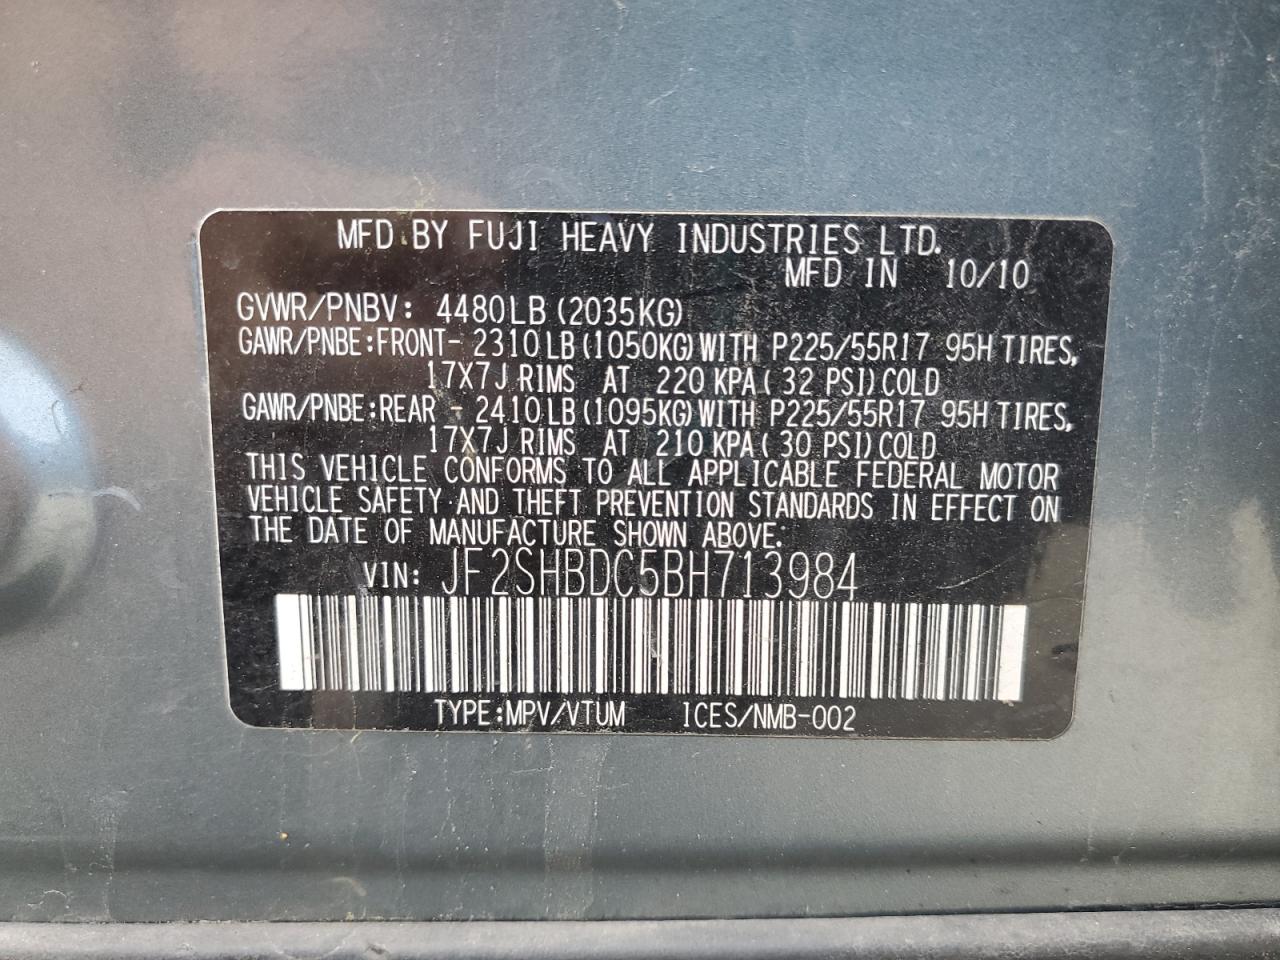 MFD BY FUJI HEAVY INDUSTRIES LTD.
MFD IN 10/10
GVWR/PNBV: 4480LB (2035KG)
GAWR/PNBE:FRONT- 2310LB (1050KG) WITH P225/55R17 95H TIRES,
17X7J RIMS AT 220 KPA ( 32 PSI) COLD
GAWR/PNBE:REAR - 2410LB (1095KG) WITH P225/55R17 95H TIRES,
17X7J RIMS AT 210 KPA ( 30 PSI) COLD
THIS VEHICLE CONFORMS TO ALL APPLICABLE FEDERAL MOTOR
VEHICLE SAFETY AND THEFT PREVENTION STANDARDS IN EFFECT ON
THE DATE OF MANUFACTURE SHOWN ABOVE.
VIN: JF2SHBDC5BH713984
TYPE:MPV/VTUM ICES/NMB-002